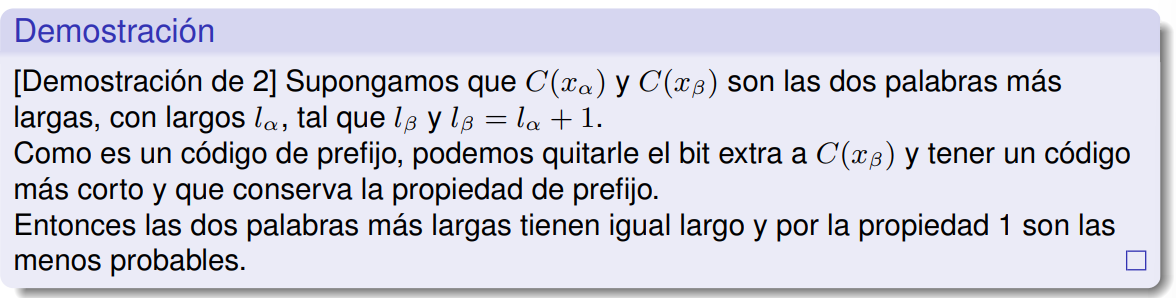 Demostración
[Demostración de 2] Supongamos que C(x_α) y C(x_β) son las dos palabras más
largas, con largos l_α, tal que l_β y l_β = l_α + 1.
Como es un código de prefijo, podemos quitarle el bit extra a C(x_β) y tener un código
más corto y que conserva la propiedad de prefijo.
Entonces las dos palabras más largas tienen igual largo y por la propiedad 1 son las
menos probables. □